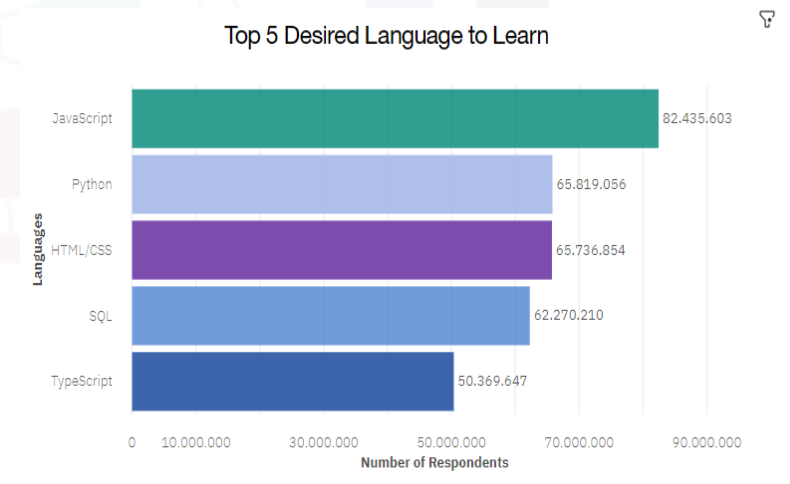 Top 5 Desired Language to Learn
Languages
JavaScript 82.435.603
Python 65.819.056
HTML/CSS 65.736.854
SQL 62.270.210
TypeScript 50.369.647
0 10.000.000 30.000.000 50.000.000 70.000.000 90.000.000
Number of Respondents